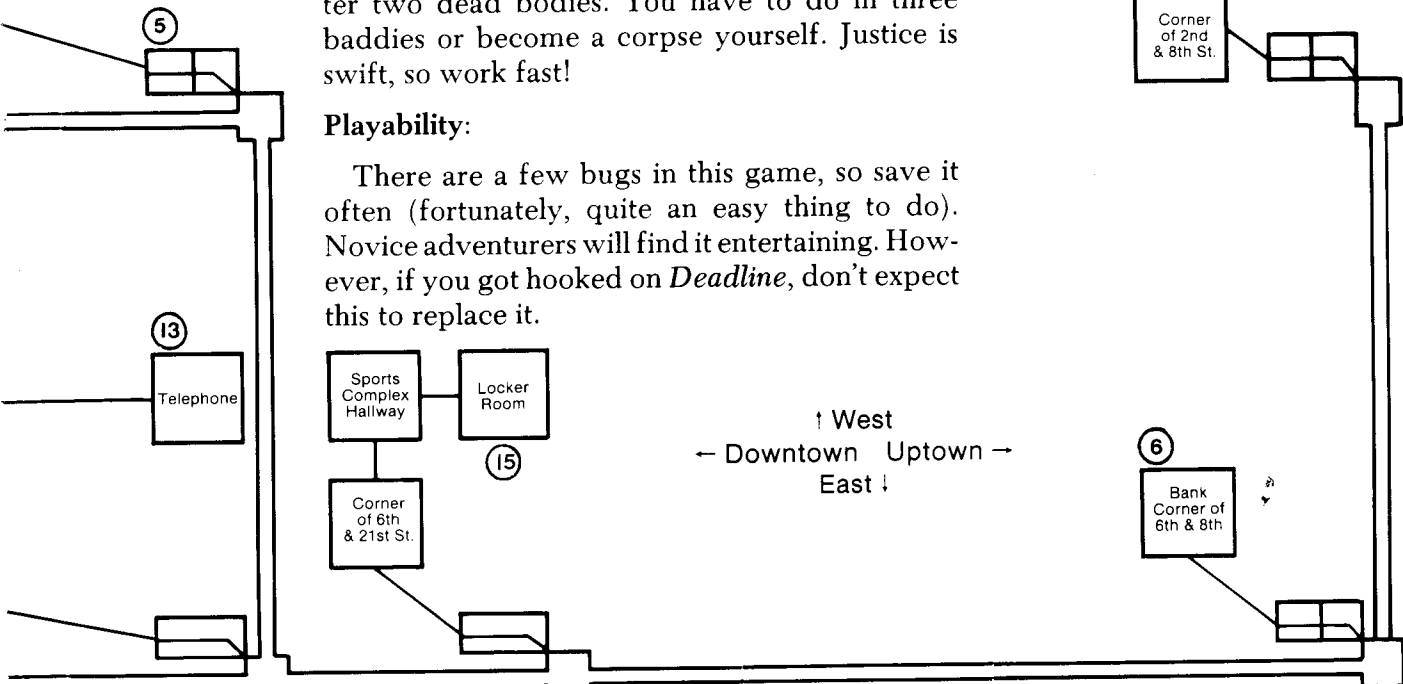 ter two dead bodies. You have to do in three
baddies or become a corpse yourself. Justice is
swift, so work fast!
Playability:
There are a few bugs in this game, so save it
often (fortunately, quite an easy thing to do).
Novice adventurers will find it entertaining. How-
ever, if you got hooked on Deadline, don't expect
this to replace it.
5
Corner
of 2nd
& 8th St.
13
Telephone
Sports
Complex
Hallway
Locker
Room
15
Corner
of 6th
& 21st St.
↑ West
← Downtown Uptown →
East ↓
6
Bank
Corner of
6th & 8th